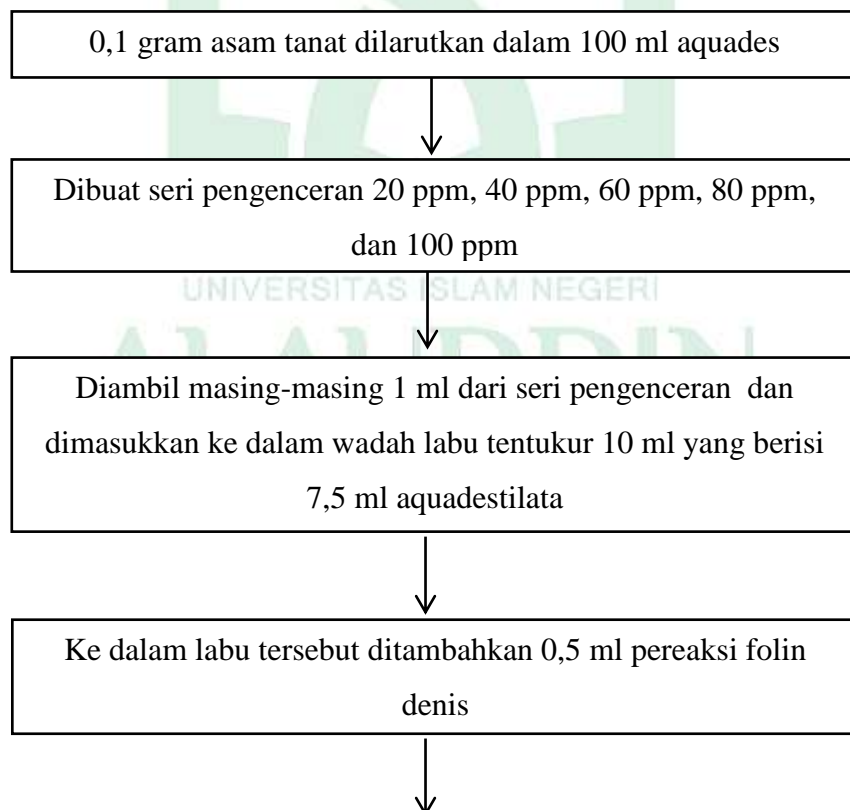 0,1 gram asam tanat dilarutkan dalam 100 ml aquades
Dibuat seri pengenceran 20 ppm, 40 ppm, 60 ppm, 80 ppm,
dan 100 ppm
UNIVERSITAS ISLAM NEGERI
ALAUDDIN
Diambil masing-masing 1 ml dari seri pengenceran dan
dimasukkan ke dalam wadah labu tentukur 10 ml yang berisi
7,5 ml aquadestilata
Ke dalam labu tersebut ditambahkan 0,5 ml pereaksi folin
denis